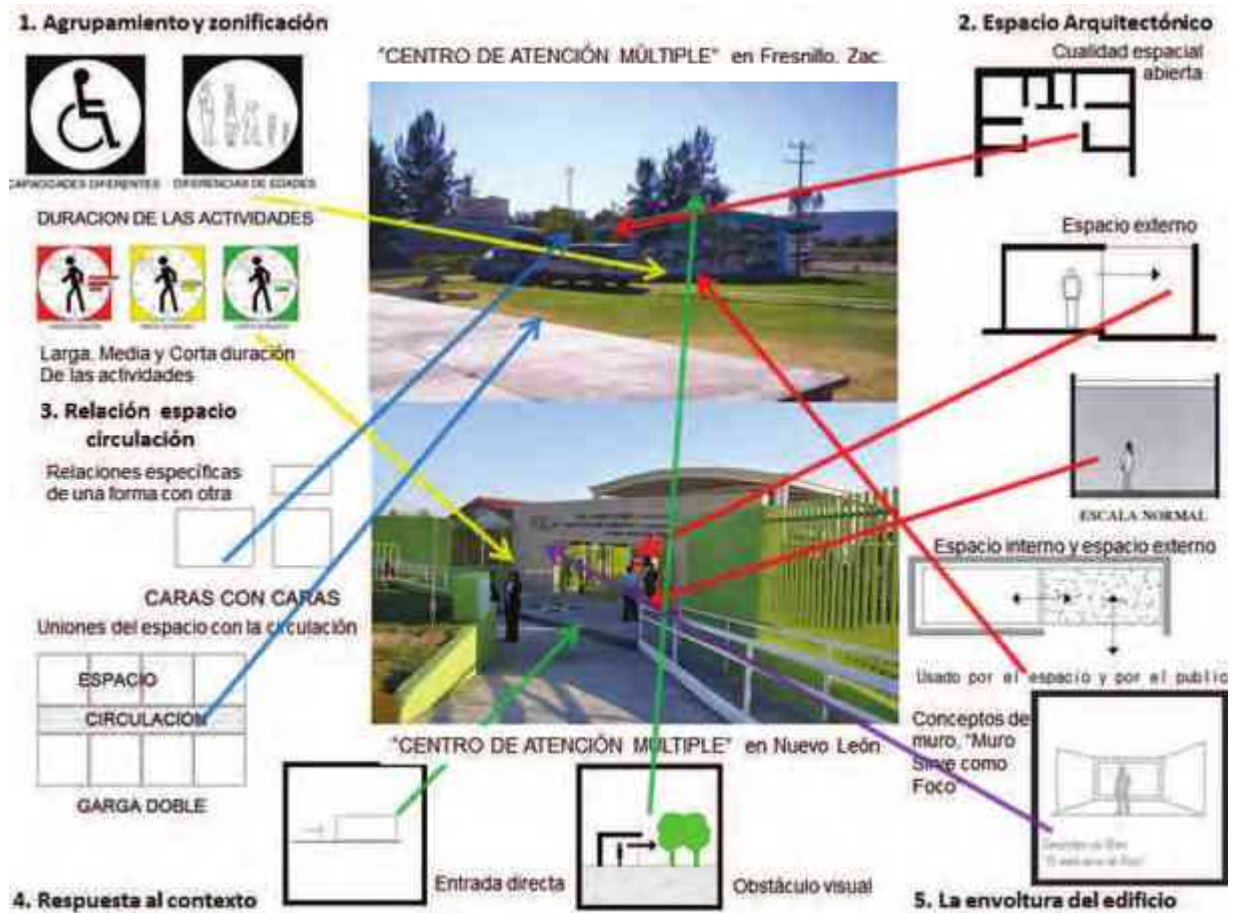 1. Agrupamiento y zonificación
CAPACIDADES DIFERENTES
DIFERENCIAS DE EDADES
DURACION DE LAS ACTIVIDADES
Larga, Media y Corta duración
De las actividades
3. Relación espacio
circulación
Relaciones específicas
de una forma con otra
CARAS CON CARAS
Uniones del espacio con la circulación
ESPACIO
CIRCULACION
GARGA DOBLE
4. Respuesta al contexto
"CENTRO DE ATENCIÓN MÚLTIPLE" en Fresnillo. Zac.
"CENTRO DE ATENCIÓN MÚLTIPLE" en Nuevo León
Entrada directa
Obstáculo visual
2. Espacio Arquitectónico
Cualidad espacial
abierta
Espacio externo
ESCALA NORMAL
Espacio interno y espacio externo
Usado por el espacio y por el publico
Conceptos de
muro, "Muro
Sirve como
Foco"
5. La envoltura del edificio